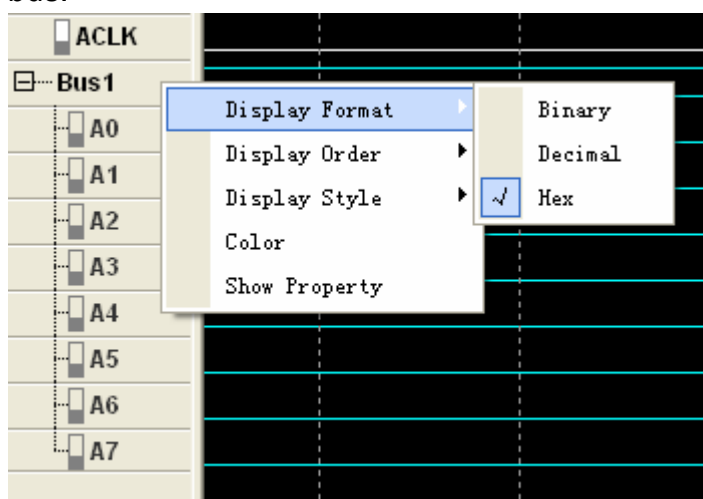 bus.
ACLK
Bus1
A0
A1
A2
A3
A4
A5
A6
A7
Display Format
Display Order
Display Style
Color
Show Property
Binary
Decimal
Hex